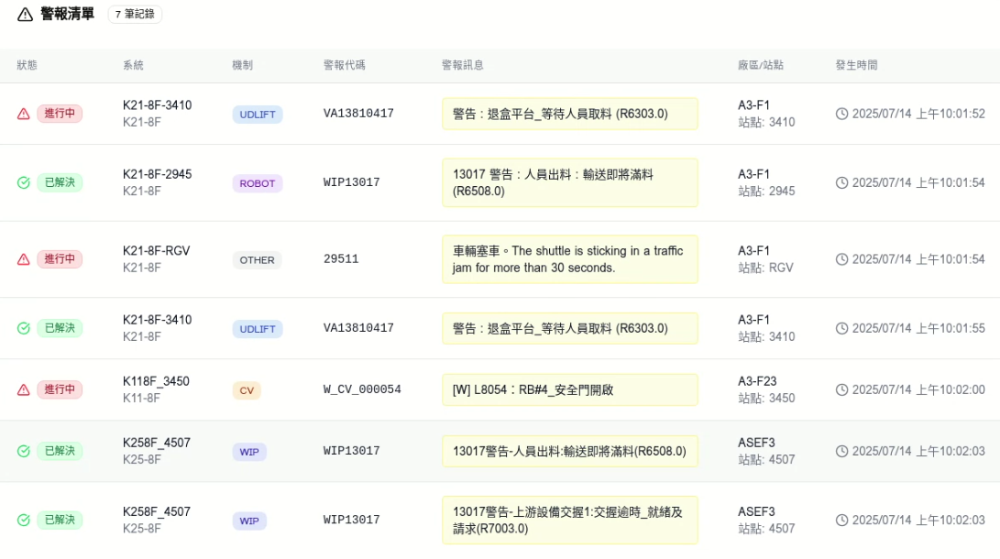 警報清單 7 筆記錄
狀態 系統 機制 警報代碼 警報訊息 廠區/站點 發生時間
進行中 K21-8F-3410 K21-8F UDLIFT VA13810417 警告：退盒平台_等待人員取料 (R6303.0) A3-F1 站點: 3410 2025/07/14 上午10:01:52
已解決 K21-8F-2945 K21-8F ROBOT WIP13017 13017 警告：人員出料：輸送即將滿料
(R6508.0) A3-F1 站點: 2945 2025/07/14 上午10:01:54
進行中 K21-8F-RGV K21-8F OTHER 29511 車輛塞車。The shuttle is sticking in a traffic
jam for more than 30 seconds. A3-F1 站點: RGV 2025/07/14 上午10:01:54
已解決 K21-8F-3410 K21-8F UDLIFT VA13810417 警告：退盒平台_等待人員取料 (R6303.0) A3-F1 站點: 3410 2025/07/14 上午10:01:55
進行中 K118F_3450 K11-8F CV W_CV_000054 [W] L8054：RB#4_安全門開啟 A3-F23 站點: 3450 2025/07/14 上午10:02:00
已解決 K258F_4507 K25-8F WIP WIP13017 13017警告-人員出料:輸送即將滿料(R6508.0) ASEF3 站點: 4507 2025/07/14 上午10:02:03
已解決 K258F_4507 K25-8F WIP WIP13017 13017警告-上游設備交握1:交握逾時_就緒及
請求(R7003.0) ASEF3 站點: 4507 2025/07/14 上午10:02:03